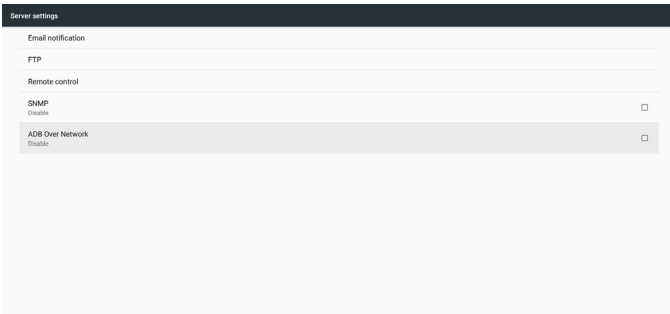 Server settings
Email notification
FTP
Remote control
SNMP
Disable
ADB Over Network
Disable